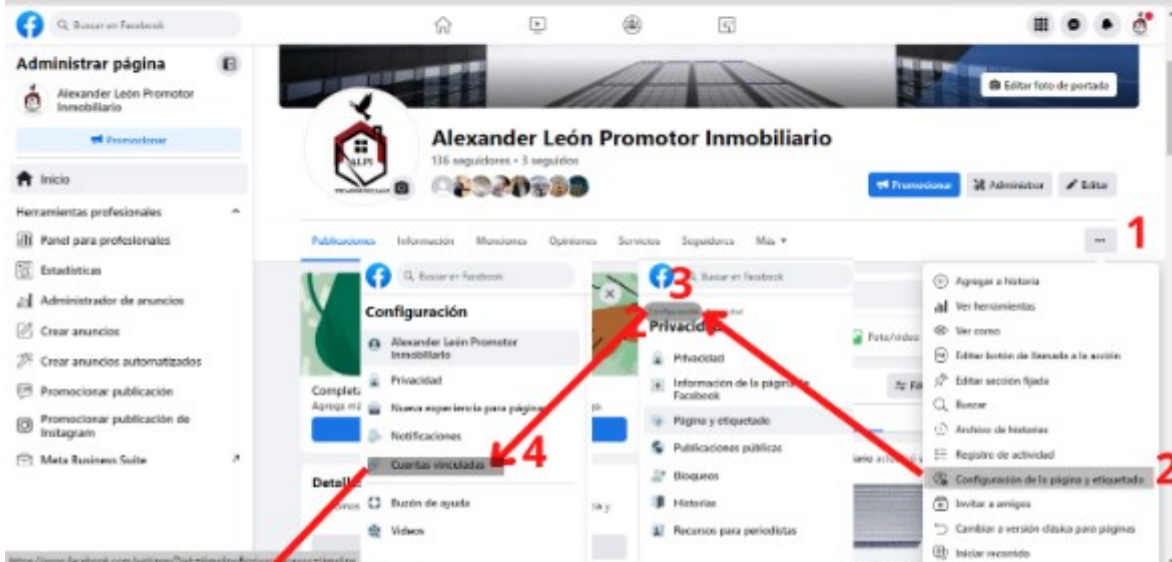 Buscar en Facebook
Administrar página
Alexander León Promotor
Inmobiliario
Promocionar
Inicio
Herramientas profesionales
Panel para profesionales
Estadísticas
Administrador de anuncios
Crear anuncios
Crear anuncios automatizados
Promocionar publicación
Promocionar publicación de
Instagram
Meta Business Suite
Editar foto de portada
ALPI
Alexander León Promotor Inmobiliario
136 seguidores • 3 seguidos
Promocionar
Administrar
Editar
Publicaciones
Información
Menciones
Opiniones
Servicios
Seguidores
Más
1
Completa
Agrega
Detalle
Buscar en Facebook
Configuración
Alexander León Promotor
Inmobiliario
Privacidad
Nueva experiencia para página
Notificaciones
Cuentas vinculadas
4
Buzón de ayuda
Videos
Buscar en Facebook
3
2
Configuración
Privacidad
Privacidad
Información de la página de
Facebook
Página y etiquetado
Publicaciones públicas
Bloqueos
Historias
Recursos para periodistas
Foto/video
Agregar a historia
Ver herramientas
Ver como
Editar botón de llamada a la acción
Editar sección fijada
Buscar
Archivo de historias
Registro de actividad
Configuración de la página y etiquetado
2
Invitar a amigos
Cambiar a versión clásica para páginas
Iniciar recorrido